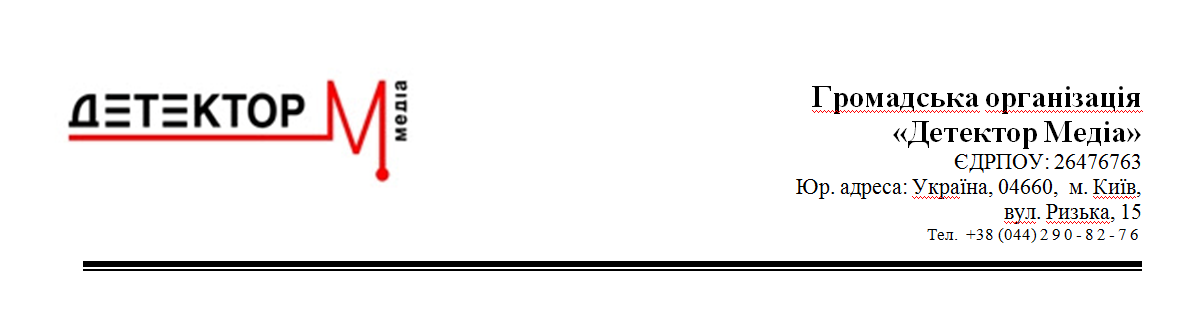 ДЕТЕКТОР М медіа
Громадська організація
«Детектор Медіа»
ЄДРПОУ: 26476763
Юр. адреса: Україна, 04660, м. Київ,
вул. Ризька, 15
Тел. +38 (044) 2 9 0 - 8 2 - 7 6